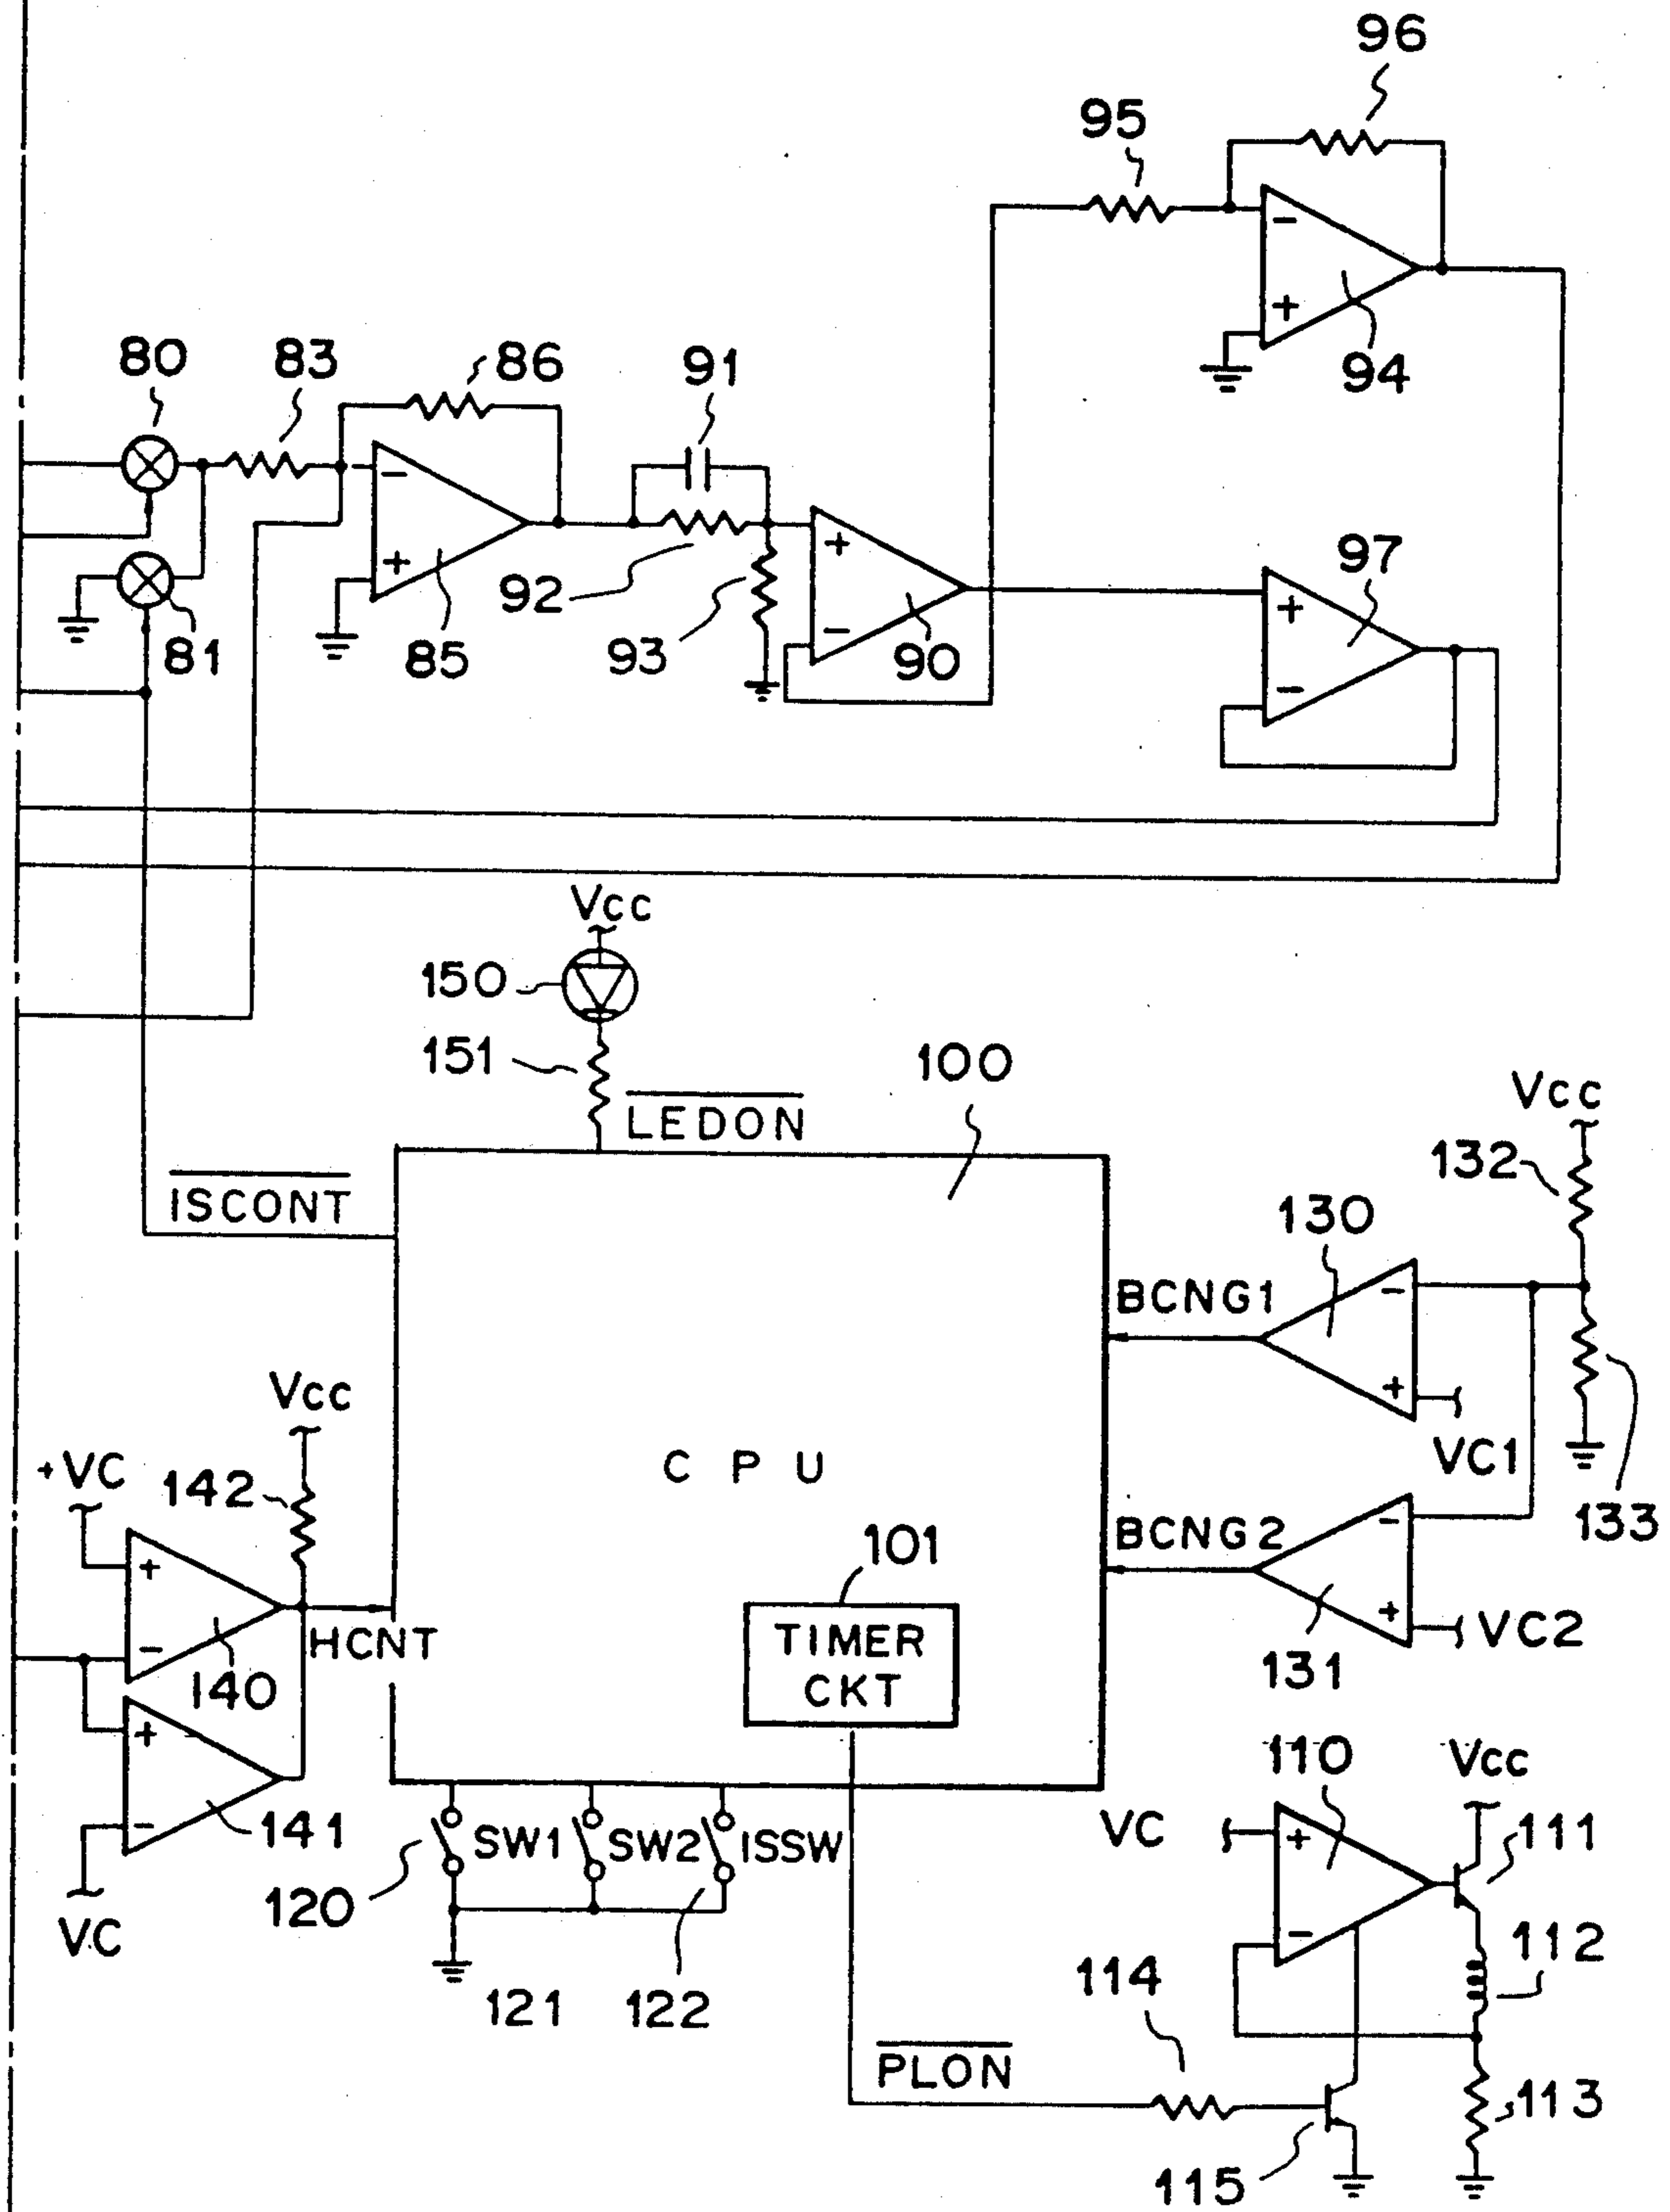 96
95
94
80
83
86
91
97
81
85
92
93
90
Vcc
150
151
LEDON
100
ISCONT
Vcc
132
130
BCNG1
VC1
133
Vcc
+VC
142
CPU
BCNG2
101
TIMER
CKT
131
VC2
HCNT
140
141
VC
120
SW1
SW2
ISSW
121
122
110
Vcc
VC
111
112
114
PLON
113
115
+
-
+
-
+
-
+
-
+
-
+
-
+
-
+
-
+
-
+
-